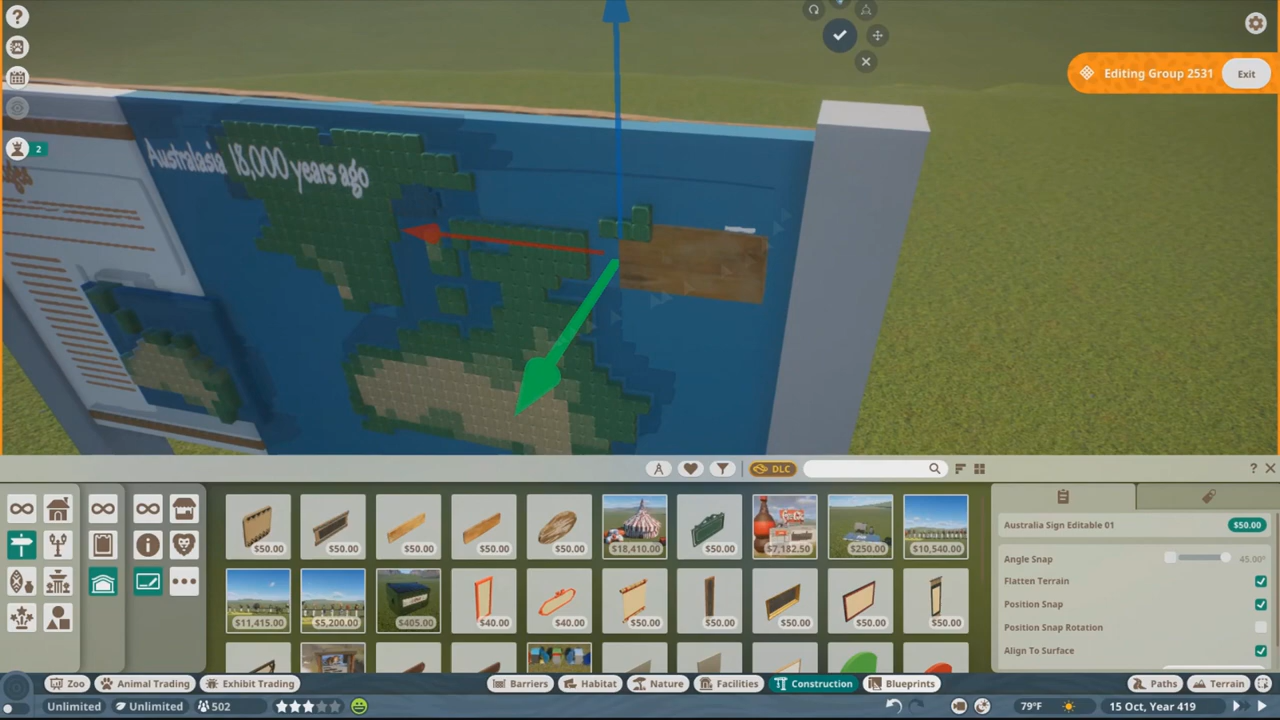 Editing Group 2531
Exit
2
Australasia 18,000 years ago
DLC
$50.00
$50.00
$50.00
$50.00
$50.00
$18,410.00
$50.00
$7,182.50
$250.00
$10,540.00
$11,415.00
$5,200.00
$405.00
$40.00
$40.00
$50.00
$50.00
$50.00
$50.00
$50.00
Australia Sign Editable 01
$50.00
Angle Snap
45.00°
Flatten Terrain
Position Snap
Position Snap Rotation
Align To Surface
Zoo
Animal Trading
Exhibit Trading
Barriers
Habitat
Nature
Facilities
Construction
Blueprints
Paths
Terrain
Unlimited
Unlimited
502
79°F
15 Oct, Year 419